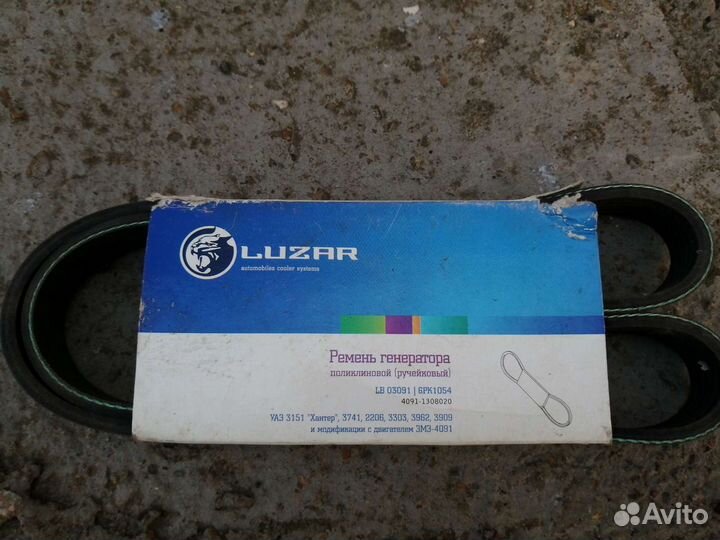 LUZAR
automobiles cooler systems
Ремень генератора
поликлиновой (ручейковый)
LB 03091 | 6PK1054
4091-1308020
УАЗ 3151 "Хантер", 3741, 2206, 3303, 3962, 3909
и модификации с двигателем ЗМЗ-4091
Avito